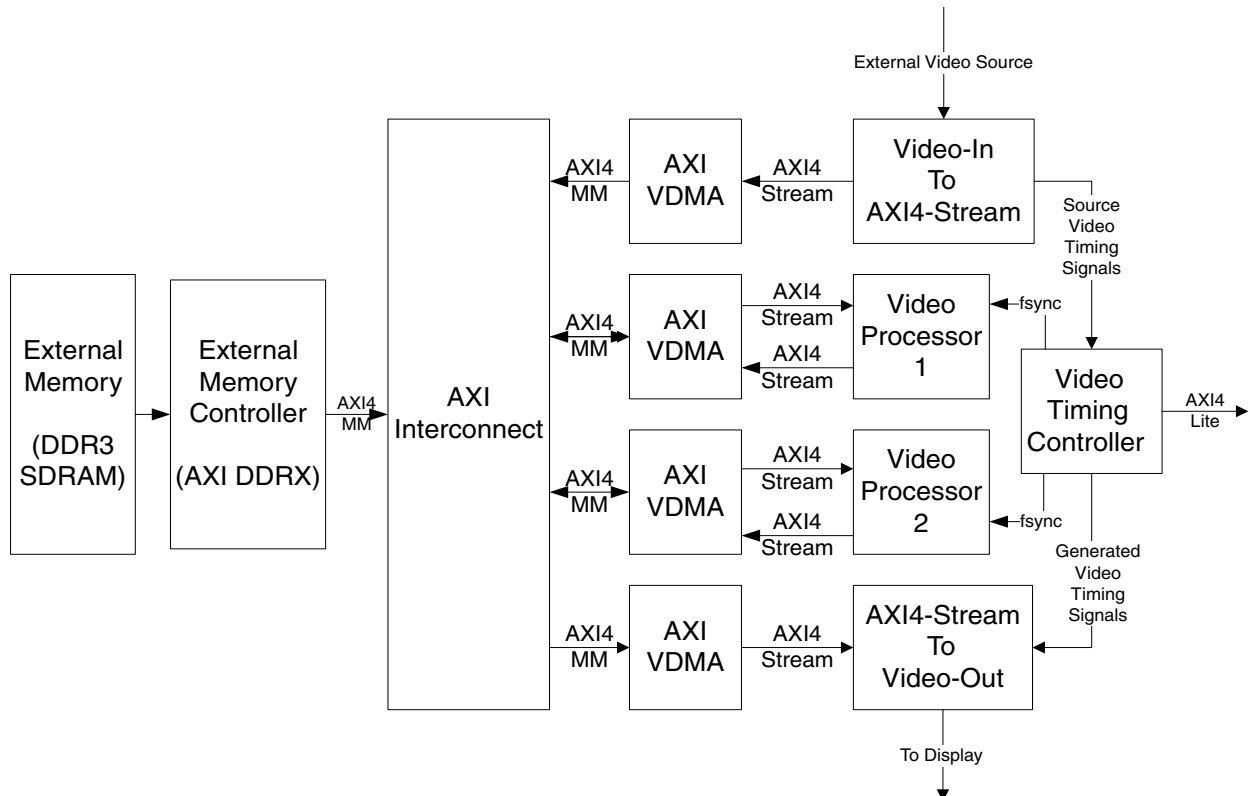 External Video Source
Video-In
To
AXI4-Stream
AXI4
Stream
AXI
VDMA
AXI4
MM
Source
Video
Timing
Signals
External
Memory
(DDR3
SDRAM)
External
Memory
Controller
(AXI DDRX)
AXI4
MM
AXI
Interconnect
AXI4
MM
AXI
VDMA
AXI4
Stream
AXI4
Stream
Video
Processor
1
fsync
Video
Timing
Controller
AXI4
Lite
AXI4
MM
AXI
VDMA
AXI4
Stream
AXI4
Stream
Video
Processor
2
fsync
Generated
Video
Timing
Signals
AXI4
MM
AXI
VDMA
AXI4
Stream
AXI4-Stream
To
Video-Out
To Display